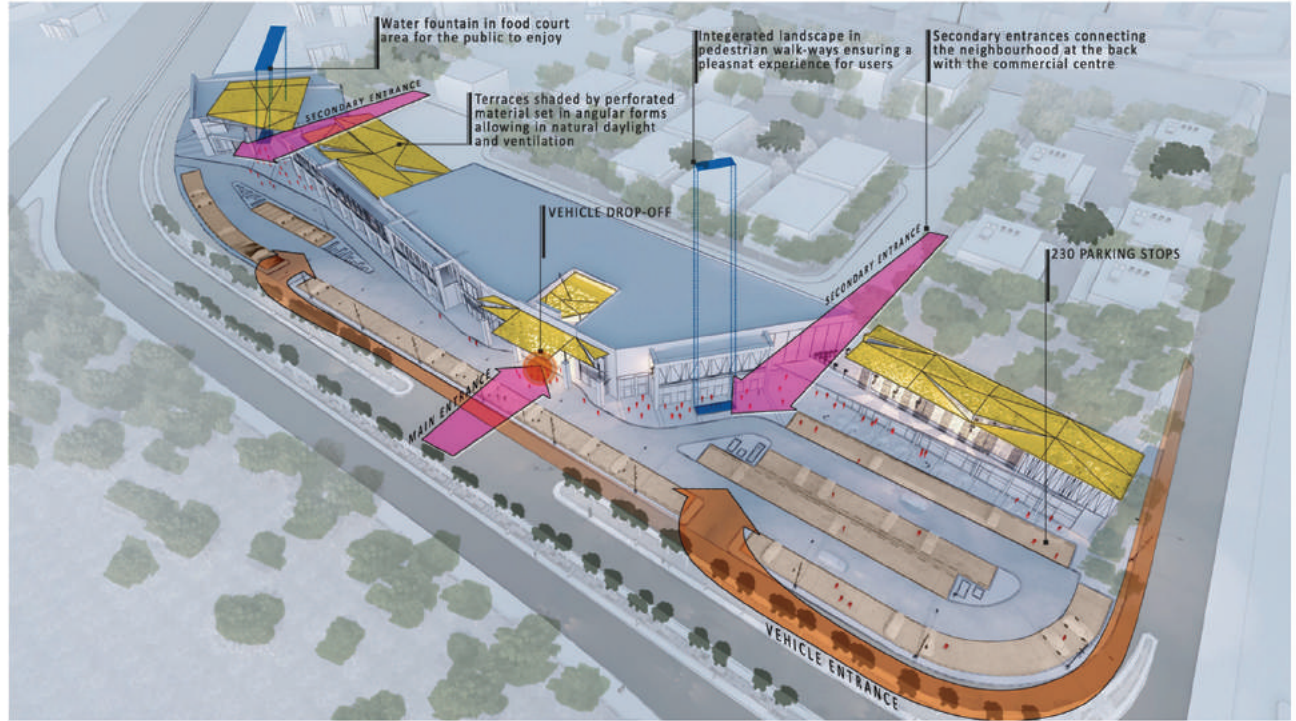 Water fountain in food court
area for the public to enjoy
Integerated landscape in
pedestrian walk-ways ensuring a
pleasnat experience for users
Secondary entrances connecting
the neighbourhood at the back
with the commercial centre
SECONDARY ENTRANCE
Terraces shaded by perforated
material set in angular forms
allowing in natural daylight
and ventilation
VEHICLE DROP-OFF
SECONDARY ENTRANCE
230 PARKING STOPS
MAIN ENTRANCE
VEHICLE ENTRANCE